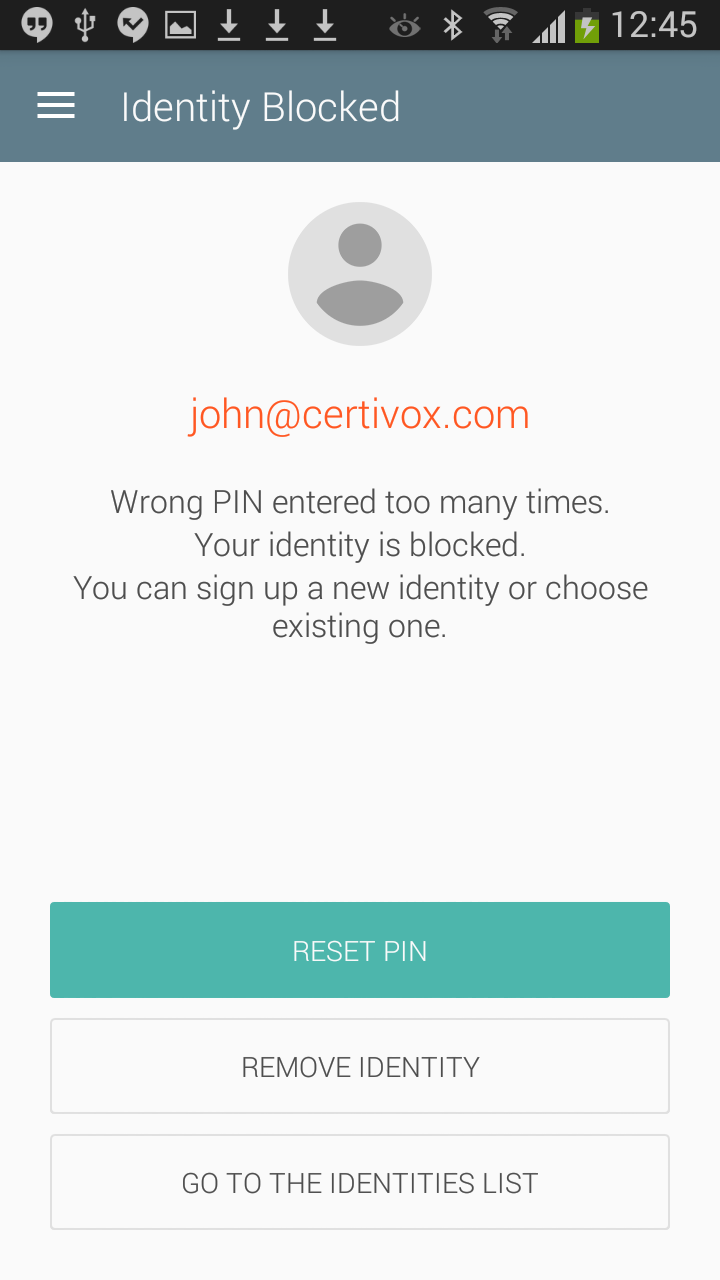 12:45
Identity Blocked
john@certivox.com
Wrong PIN entered too many times.
Your identity is blocked.
You can sign up a new identity or choose
existing one.
RESET PIN
REMOVE IDENTITY
GO TO THE IDENTITIES LIST